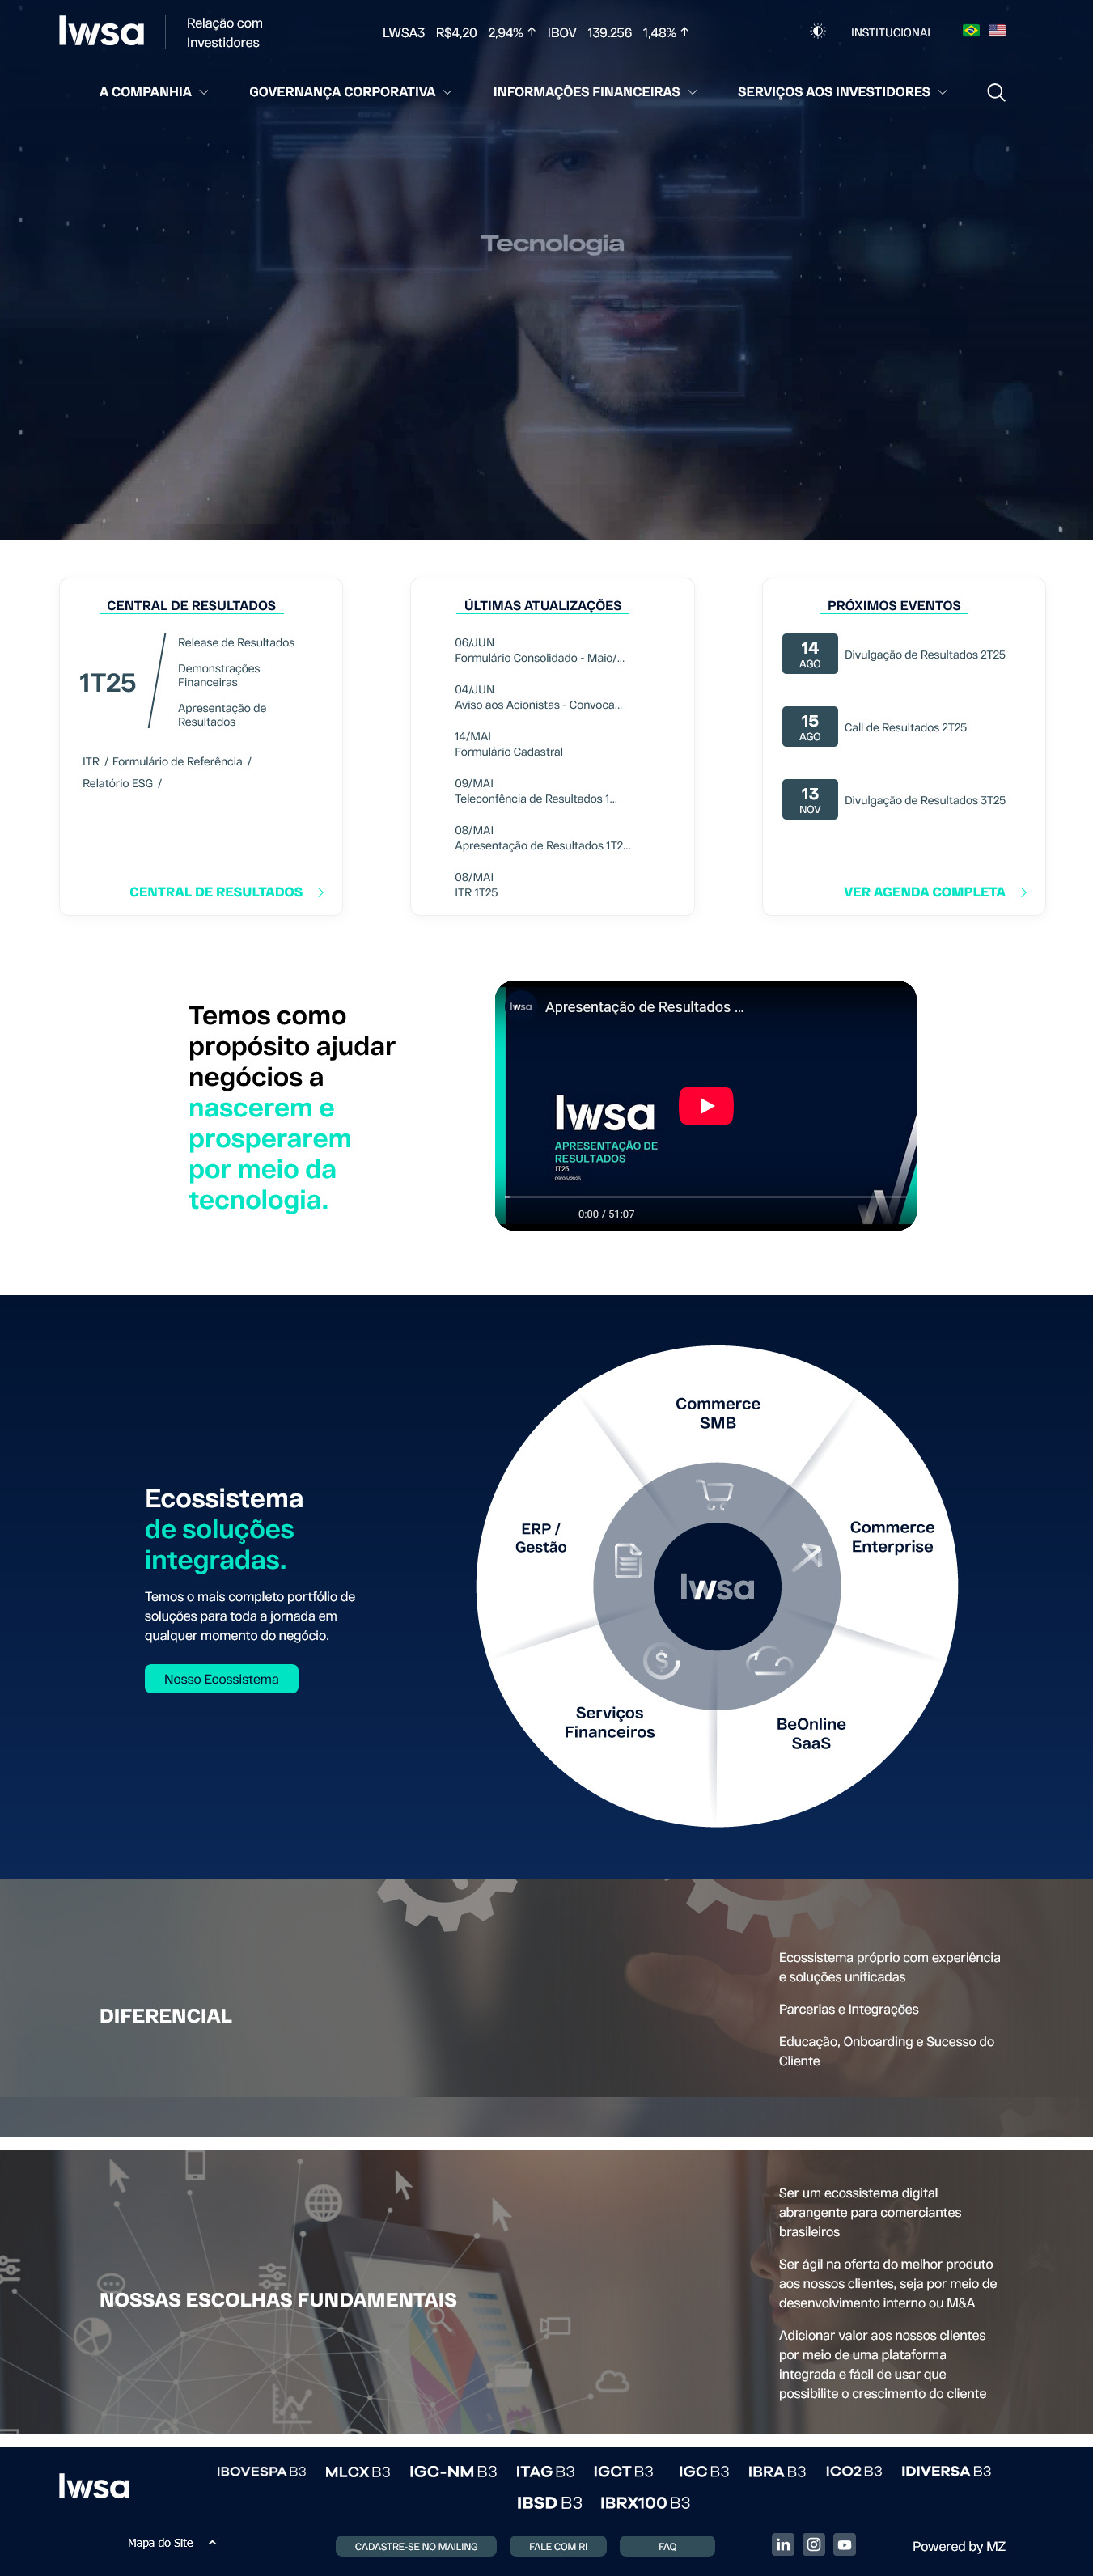 lwsa
Relação com
Investidores
LWSA3 R$4,20 2,94% ↑ IBOV 139.256 1,48% ↑
INSTITUCIONAL
A COMPANHIA
GOVERNANÇA CORPORATIVA
INFORMAÇÕES FINANCEIRAS
SERVIÇOS AOS INVESTIDORES
Tecnologia
CENTRAL DE RESULTADOS
1T25
Release de Resultados
Demonstrações
Financeiras
Apresentação de
Resultados
ITR / Formulário de Referência /
Relatório ESG /
CENTRAL DE RESULTADOS
ÚLTIMAS ATUALIZAÇÕES
06/JUN
Formulário Consolidado - Maio/...
04/JUN
Aviso aos Acionistas - Convoca...
14/MAI
Formulário Cadastral
09/MAI
Teleconfência de Resultados 1...
08/MAI
Apresentação de Resultados 1T2...
08/MAI
ITR 1T25
PRÓXIMOS EVENTOS
14
AGO
Divulgação de Resultados 2T25
15
AGO
Call de Resultados 2T25
13
NOV
Divulgação de Resultados 3T25
VER AGENDA COMPLETA
Temos como
propósito ajudar
negócios a
nascerem e
prosperarem
por meio da
tecnologia.
lwsa
Apresentação de Resultados ...
lwsa
APRESENTAÇÃO DE
RESULTADOS
1T25
09/05/2025
0:00 / 51:07
Ecossistema
de soluções
integradas.
Temos o mais completo portfólio de
soluções para toda a jornada em
qualquer momento do negócio.
Nosso Ecossistema
Commerce
SMB
Commerce
Enterprise
BeOnline
SaaS
Serviços
Financeiros
ERP /
Gestão
lwsa
DIFERENCIAL
Ecossistema próprio com experiência
e soluções unificadas
Parcerias e Integrações
Educação, Onboarding e Sucesso do
Cliente
NOSSAS ESCOLHAS FUNDAMENTAIS
Ser um ecossistema digital
abrangente para comerciantes
brasileiros
Ser ágil na oferta do melhor produto
aos nossos clientes, seja por meio de
desenvolvimento interno ou M&A
Adicionar valor aos nossos clientes
por meio de uma plataforma
integrada e fácil de usar que
possibilite o crescimento do cliente
lwsa
IBOVESPA B3 MLCX B3 IGC-NM B3 ITAG B3 IGCT B3 IGC B3 IBRA B3 ICO2 B3 IDIVERSA B3
IBSD B3 IBRX100 B3
Mapa do Site
CADASTRE-SE NO MAILING
FALE COM RI
FAQ
Powered by MZ